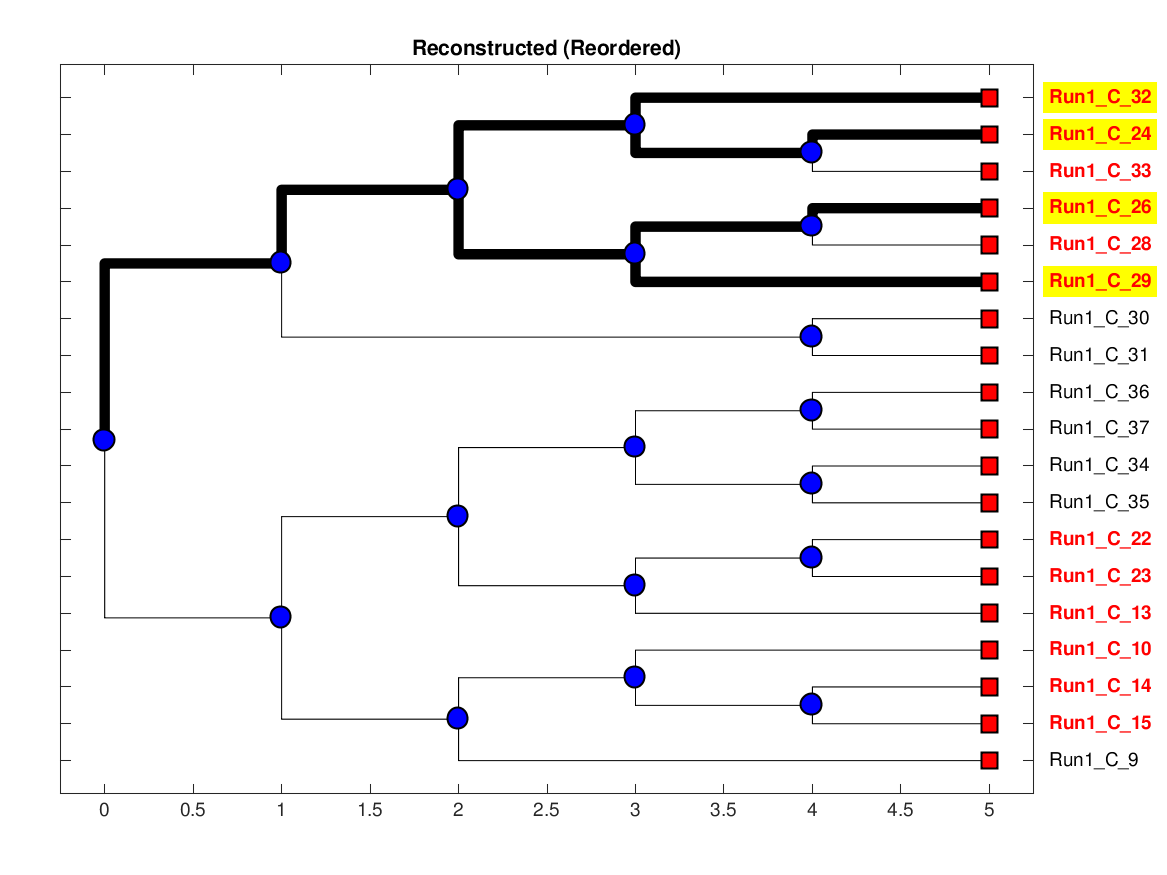 Reconstructed (Reordered)
Run1_C_32
Run1_C_24
Run1_C_33
Run1_C_26
Run1_C_28
Run1_C_29
Run1_C_30
Run1_C_31
Run1_C_36
Run1_C_37
Run1_C_34
Run1_C_35
Run1_C_22
Run1_C_23
Run1_C_13
Run1_C_10
Run1_C_14
Run1_C_15
Run1_C_9
0 0.5 1 1.5 2 2.5 3 3.5 4 4.5 5